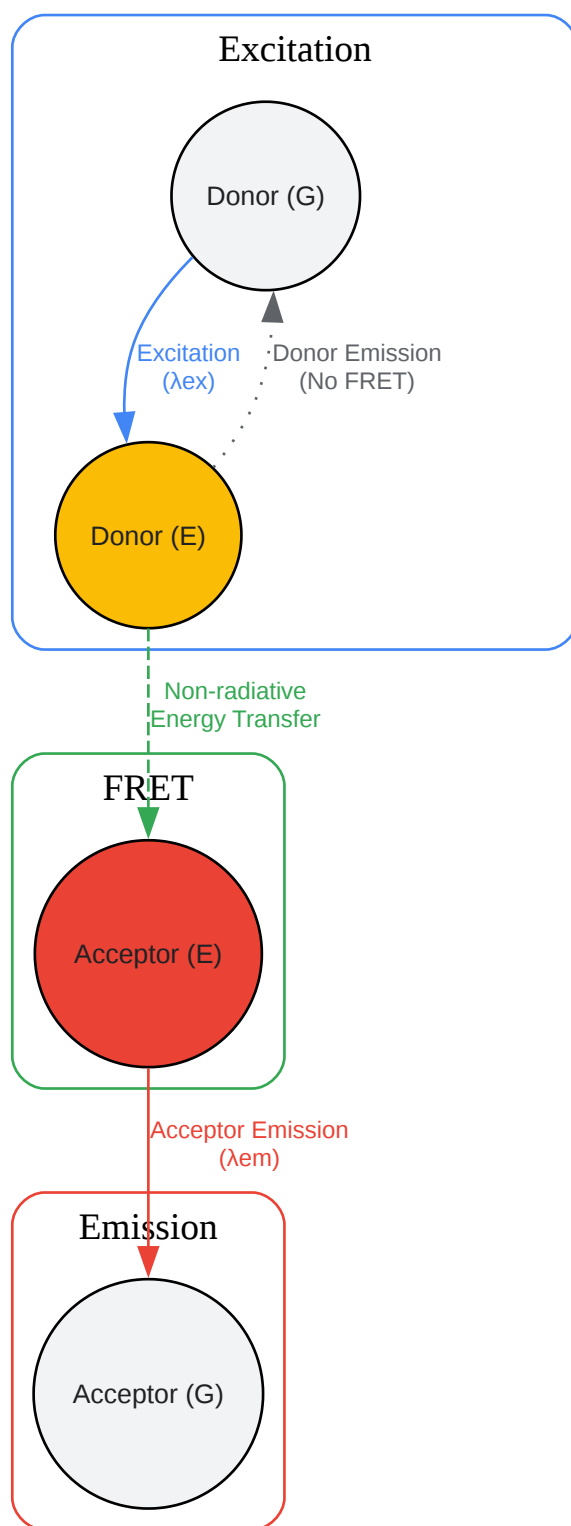 Excitation
Donor (G)
Excitation
(λex)
Donor Emission
(No FRET)
Donor (E)
Non-radiative
Energy Transfer
FRET
Acceptor (E)
Acceptor Emission
(λem)
Emission
Acceptor (G)